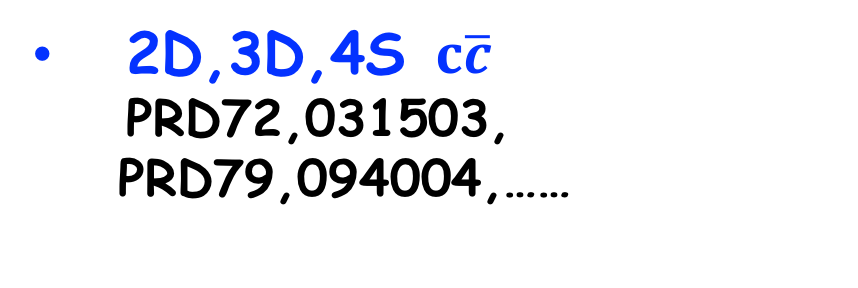 • 2D,3D,4S cc̅
PRD72,031503,
PRD79,094004,……